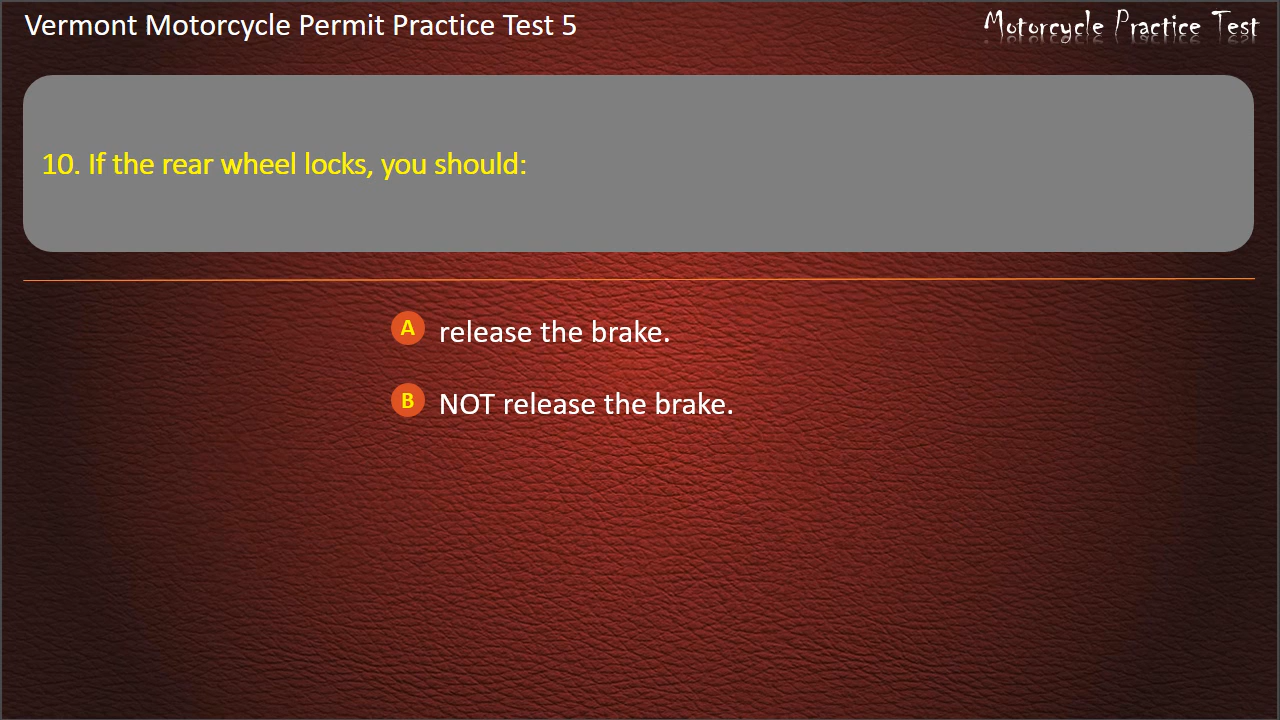 Vermont Motorcycle Permit Practice Test 5
Motorcycle Practice Test
10. If the rear wheel locks, you should:
A release the brake.
B NOT release the brake.